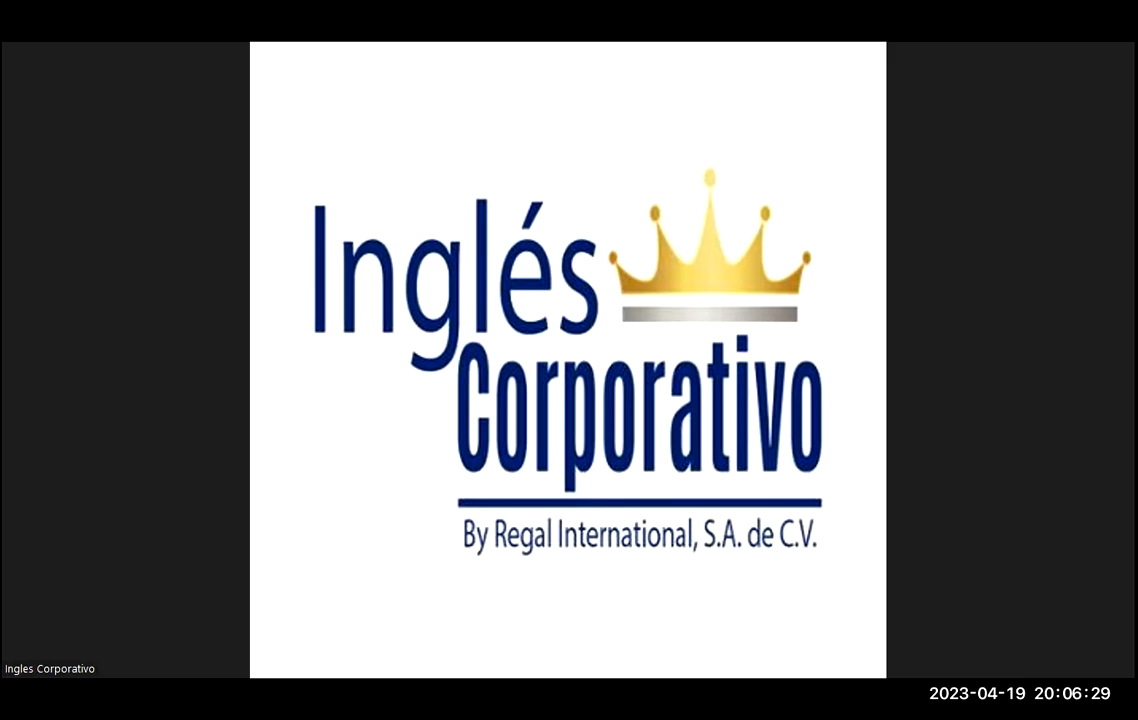 Inglés
Corporativo
By Regal International, S.A. de C.V.
Ingles Corporativo
2023-04-19 20:06:29